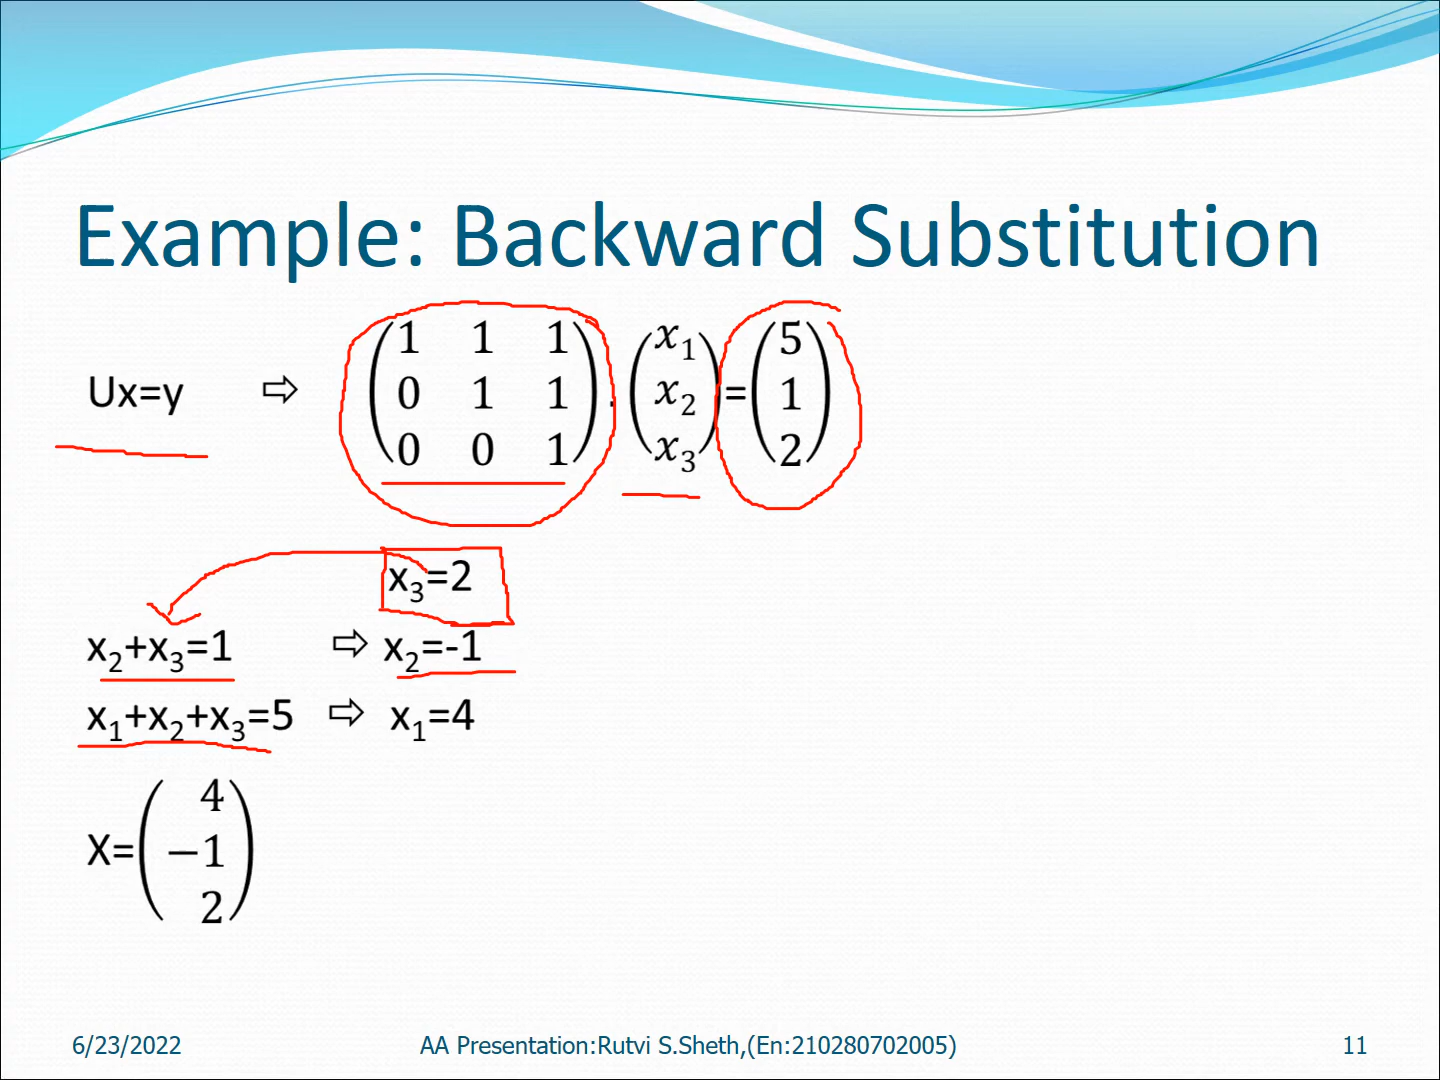 Example: Backward Substitution
Ux=y ⇨ (1 1 1
0 1 1
0 0 1) . (x₁
x₂
x₃) = (5
1
2)
x₃=2
x₂+x₃=1 ⇨ x₂=-1
x₁+x₂+x₃=5 ⇨ x₁=4
X= (4
−1
2)
6/23/2022 AA Presentation:Rutvi S.Sheth,(En:210280702005) 11